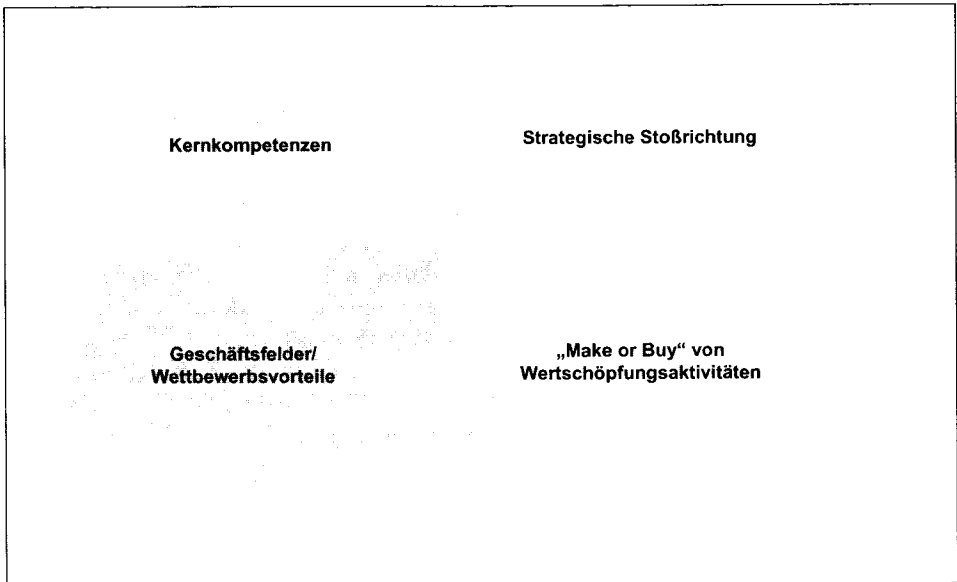 Kernkompetenzen
Strategische Stoßrichtung
Geschäftsfelder/
Wettbewerbsvorteile
„Make or Buy“ von
Wertschöpfungsaktivitäten